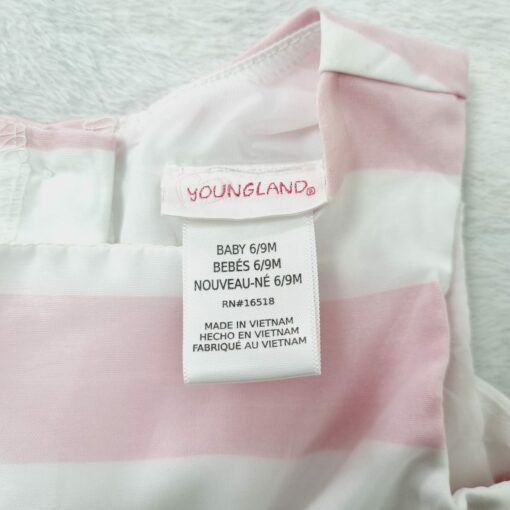 YOUNGLAND®
BABY 6/9M
BEBÉS 6/9M
NOUVEAU-NÉ 6/9M
RN#16518
MADE IN VIETNAM
HECHO EN VIETNAM
FABRIQUÉ AU VIETNAM